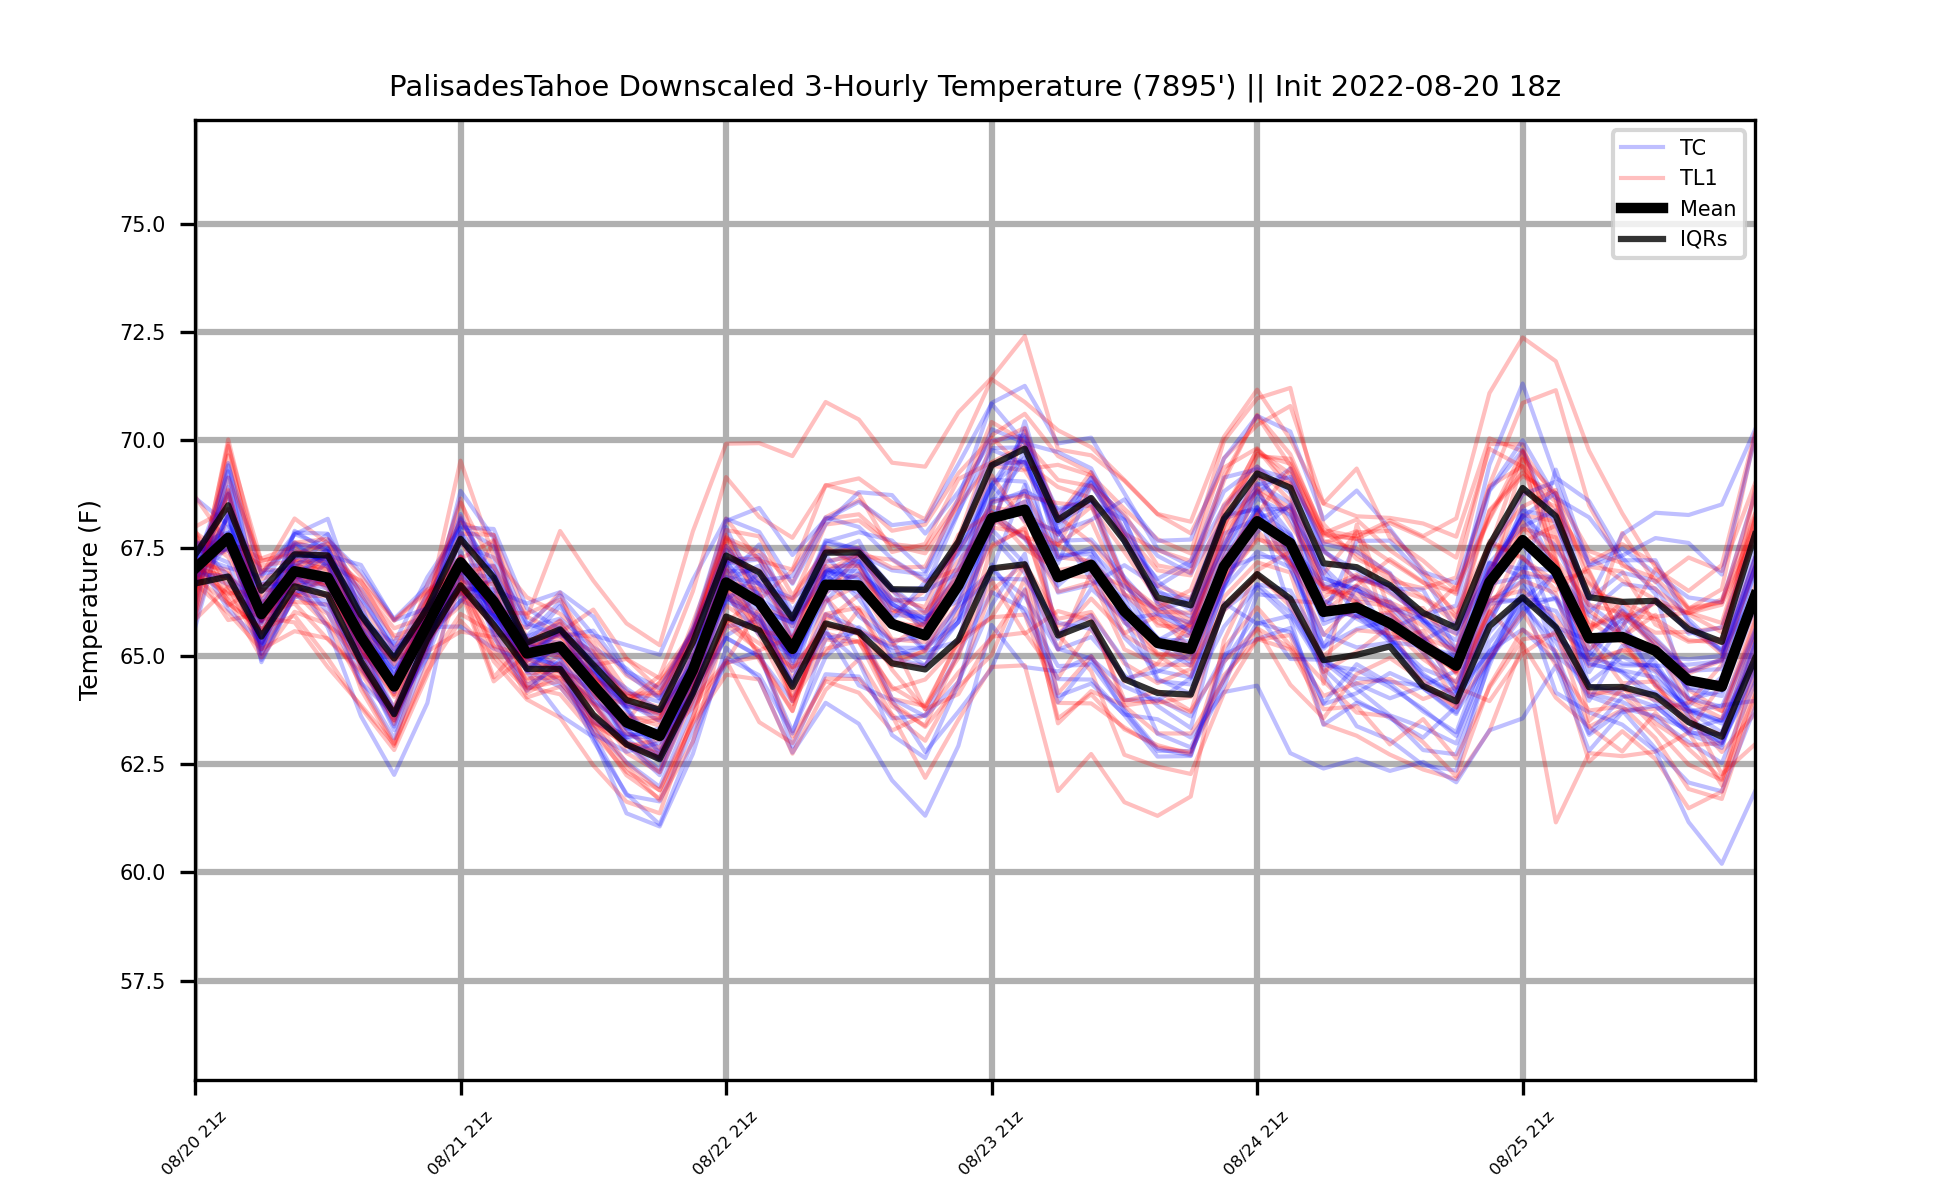 PalisadesTahoe Downscaled 3-Hourly Temperature (7895') || Init 2022-08-20 18z
TC
TL1
Mean
IQRs
Temperature (F)
75.0
72.5
70.0
67.5
65.0
62.5
60.0
57.5
08/20 21z
08/21 21z
08/22 21z
08/23 21z
08/24 21z
08/25 21z